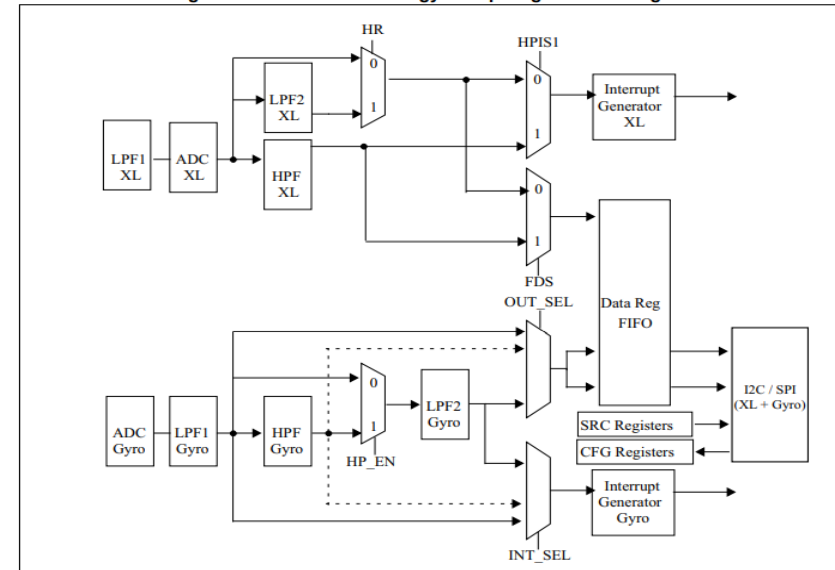 HR
HPIS1
0
0
LPF2
XL
Interrupt
Generator
XL
1
1
LPF1
XL
ADC
XL
HPF
XL
0
1
FDS
OUT_SEL
Data Reg
FIFO
0
I2C / SPI
(XL + Gyro)
LPF2
Gyro
ADC
Gyro
LPF1
Gyro
HPF
Gyro
1
HP_EN
SRC Registers
CFG Registers
Interrupt
Generator
Gyro
INT_SEL